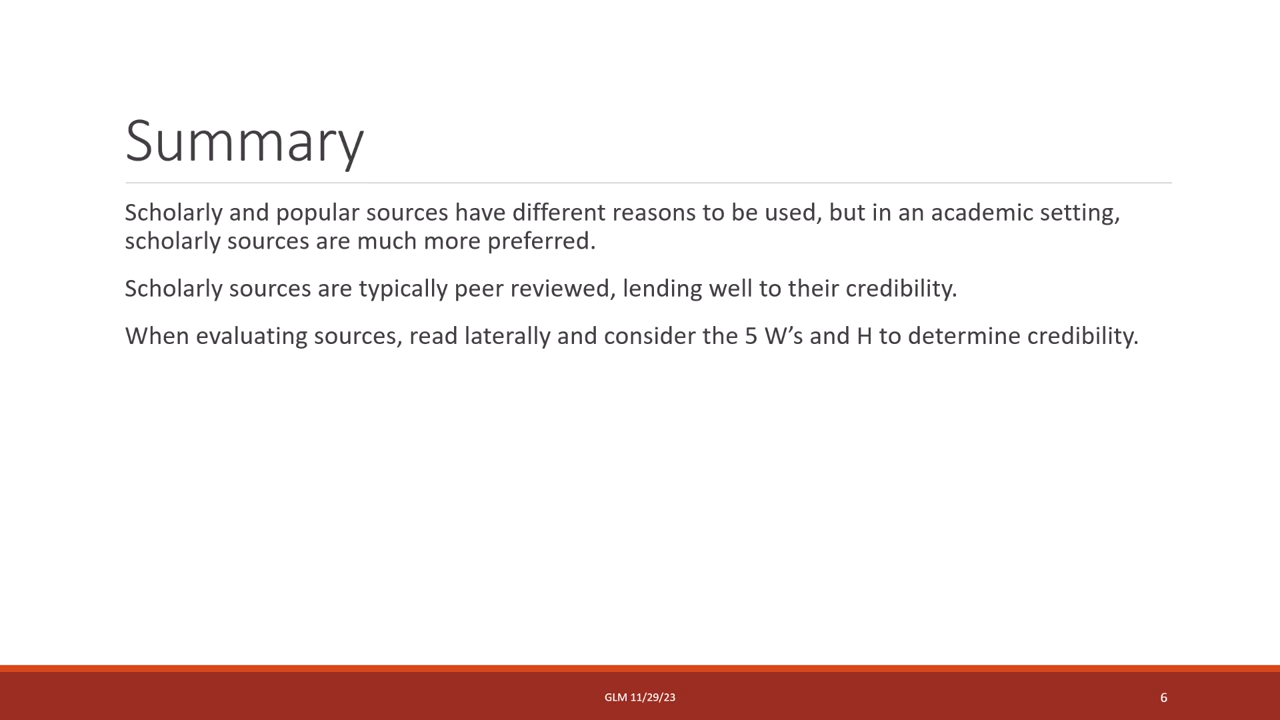 Summary
Scholarly and popular sources have different reasons to be used, but in an academic setting,
scholarly sources are much more preferred.
Scholarly sources are typically peer reviewed, lending well to their credibility.
When evaluating sources, read laterally and consider the 5 W’s and H to determine credibility.
GLM 11/29/23
6